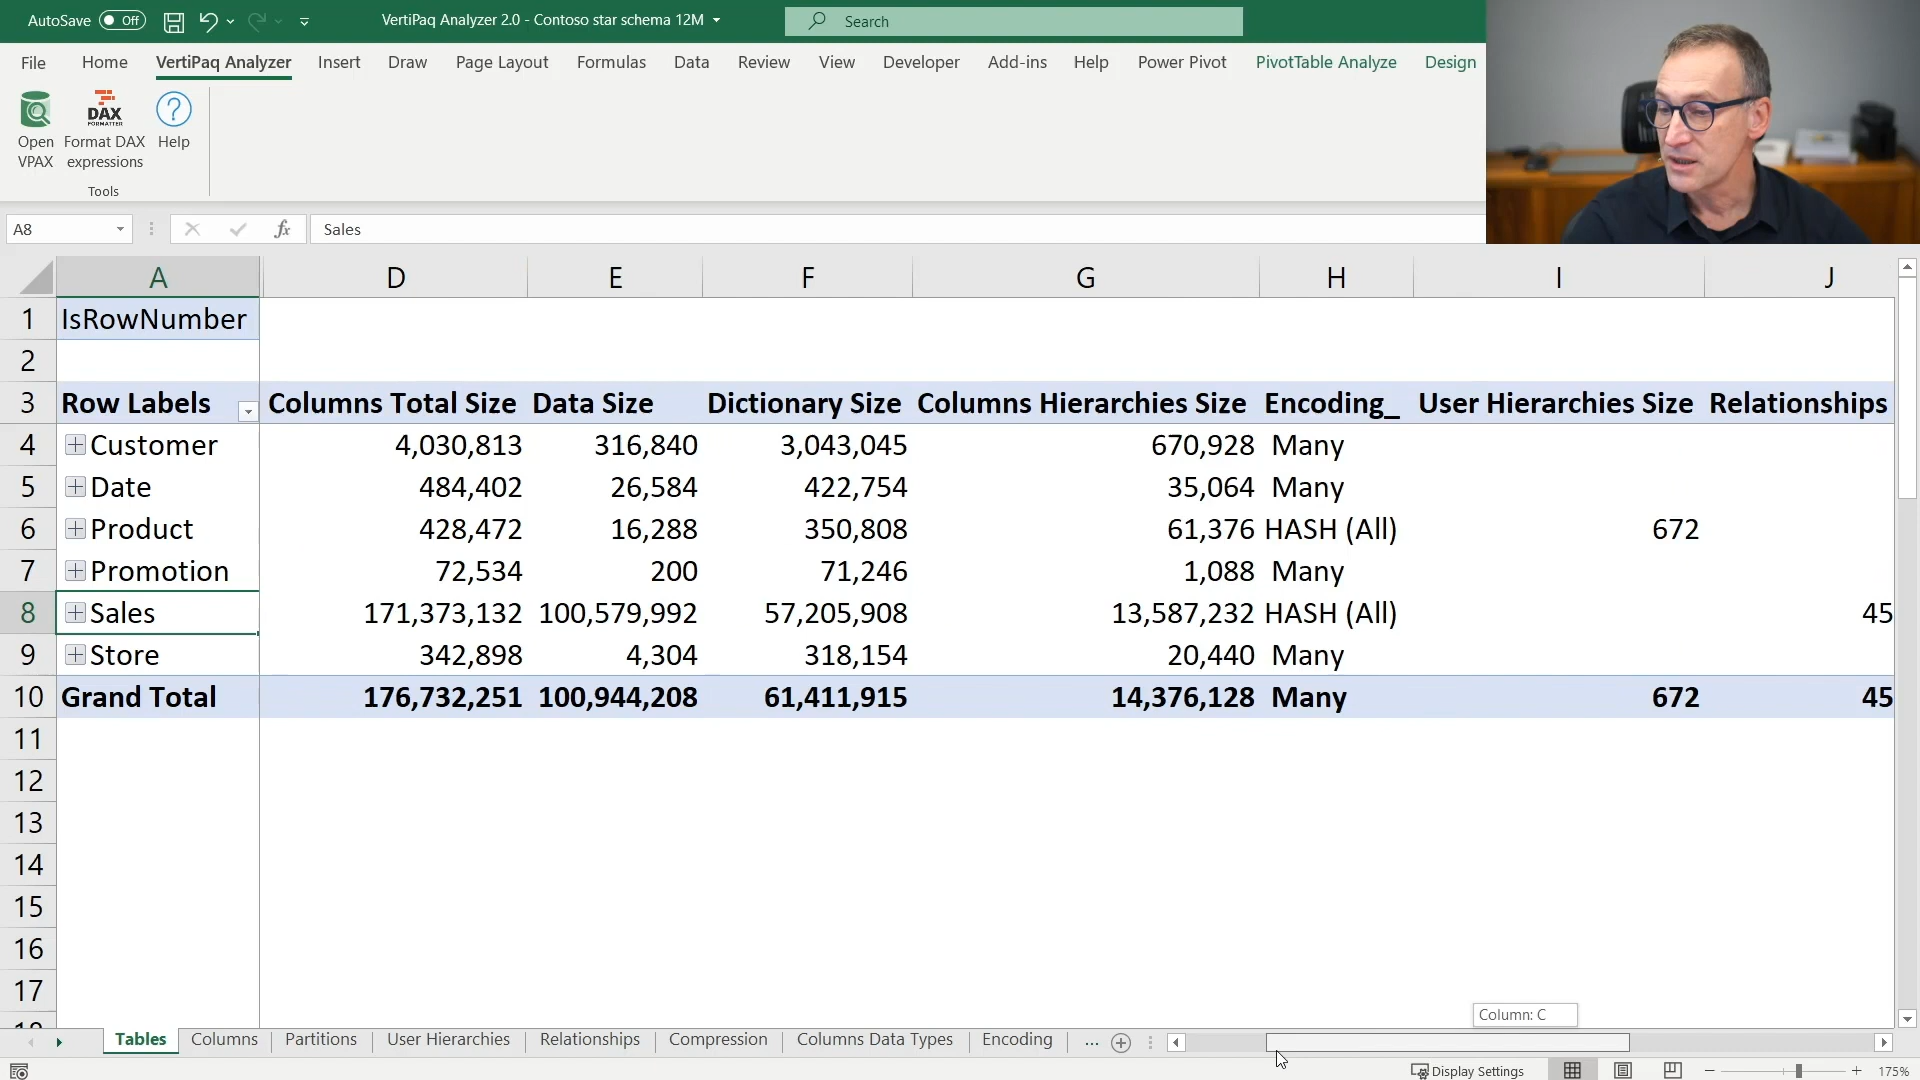 AutoSave Off VertiPaq Analyzer 2.0 - Contoso star schema 12M Search
File Home VertiPaq Analyzer Insert Draw Page Layout Formulas Data Review View Developer Add-ins Help Power Pivot PivotTable Analyze Design
DAX
FORMATTER
Open Format DAX Help
VPAX expressions
Tools
A8 fx Sales
A D E F G H I J
1 IsRowNumber
2
3 Row Labels Columns Total Size Data Size Dictionary Size Columns Hierarchies Size Encoding_ User Hierarchies Size Relationships
4 Customer 4,030,813 316,840 3,043,045 670,928 Many
5 Date 484,402 26,584 422,754 35,064 Many
6 Product 428,472 16,288 350,808 61,376 HASH (All) 672
7 Promotion 72,534 200 71,246 1,088 Many
8 Sales 171,373,132 100,579,992 57,205,908 13,587,232 HASH (All) 45
9 Store 342,898 4,304 318,154 20,440 Many
10 Grand Total 176,732,251 100,944,208 61,411,915 14,376,128 Many 672 45
11
12
13
14
15
16
17
Column: C
Tables Columns Partitions User Hierarchies Relationships Compression Columns Data Types Encoding ...
Display Settings 175%